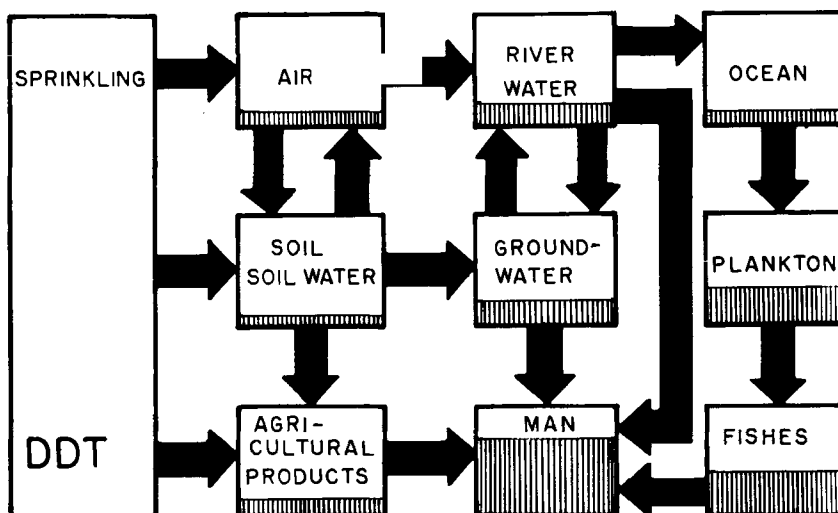 SPRINKLING
DDT
AIR
RIVER
WATER
OCEAN
SOIL
SOIL WATER
GROUND-
WATER
PLANKTON
AGRI-
CULTURAL
PRODUCTS
MAN
FISHES